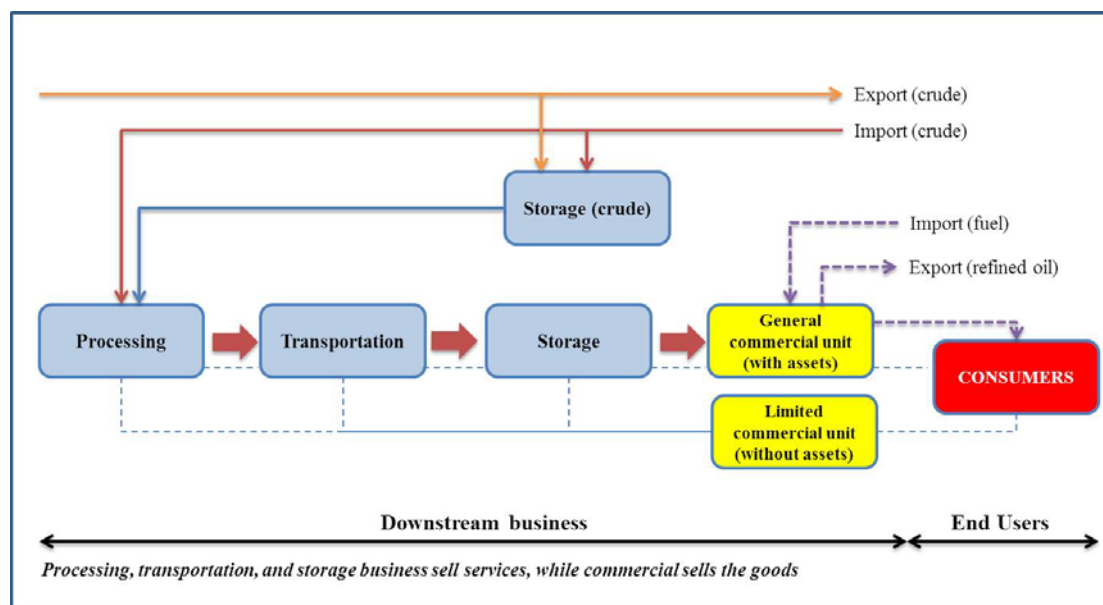 Export (crude)
Import (crude)
Storage (crude)
Import (fuel)
Export (refined oil)
Processing
Transportation
Storage
General
commercial unit
(with assets)
CONSUMERS
Limited
commercial unit
(without assets)
Downstream business
End Users
Processing, transportation, and storage business sell services, while commercial sells the goods